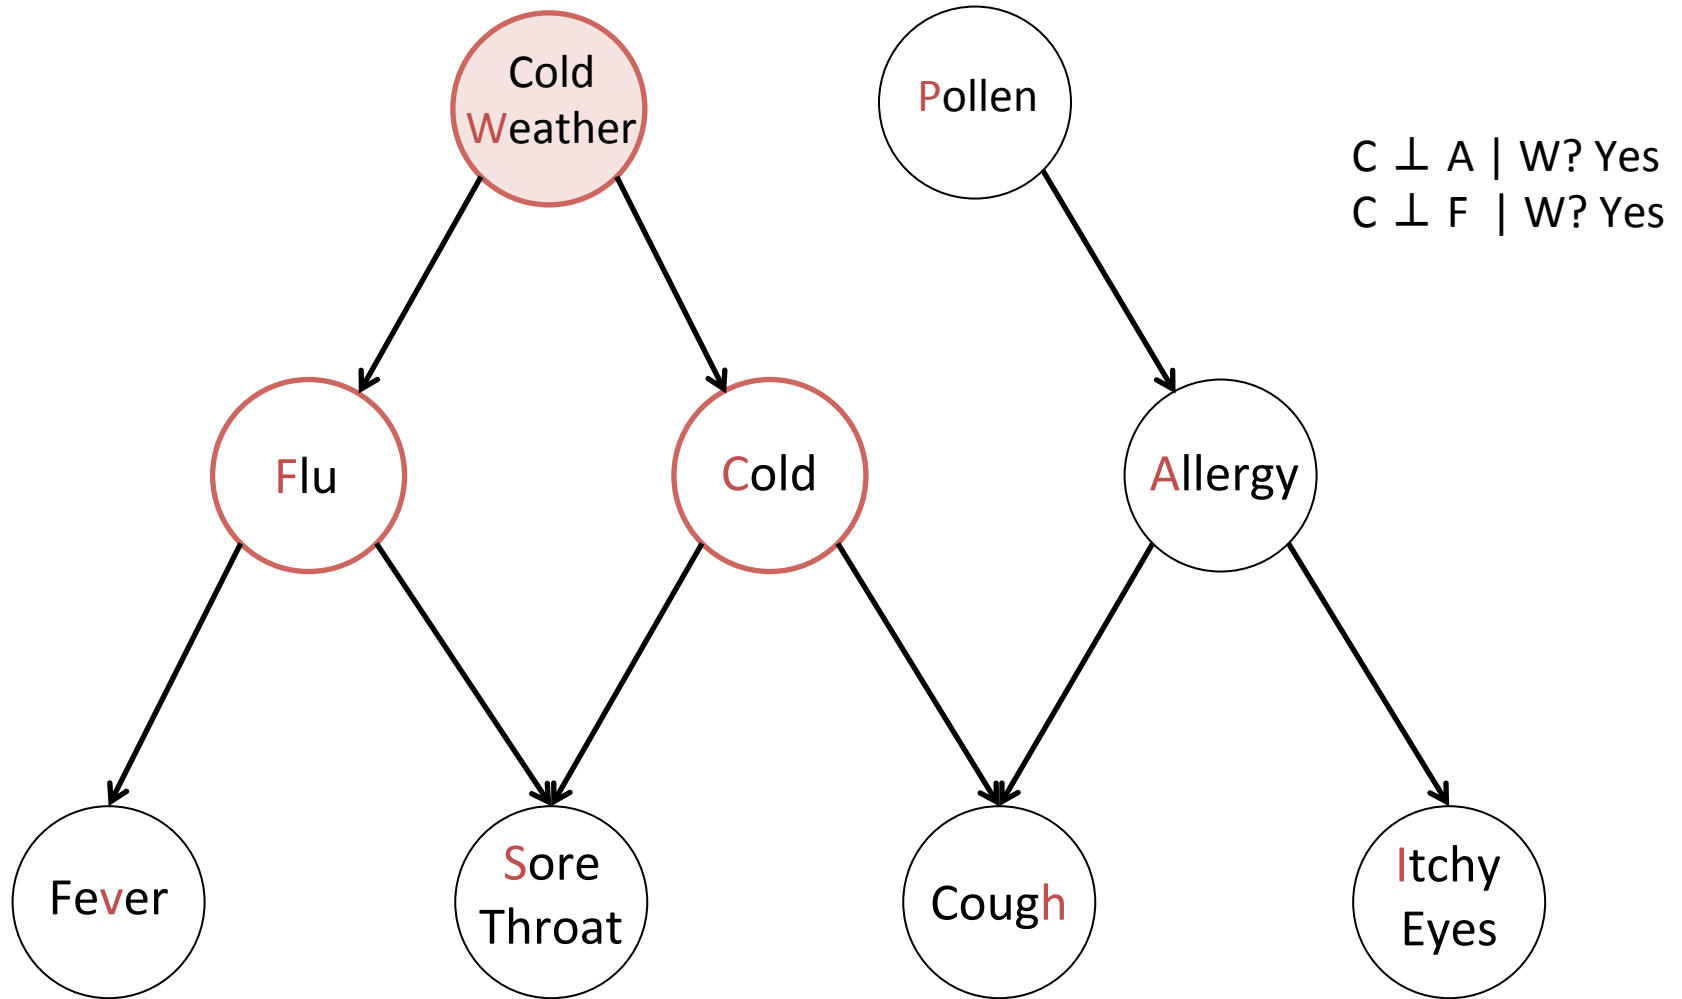 Cold
Weather
Pollen
C ⊥ A | W? Yes
C ⊥ F | W? Yes
Flu
Cold
Allergy
Fever
Sore
Throat
Cough
Itchy
Eyes